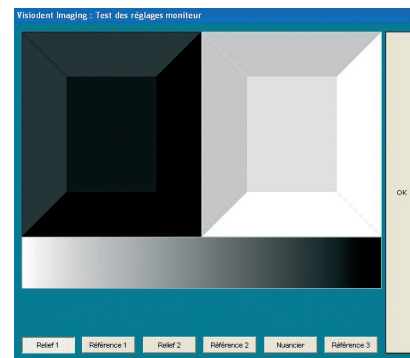 Visiodent Imaging : Test des réglages moniteur
OK
Relief 1
Référence 1
Relief 2
Référence 2
Nuancier
Référence 3